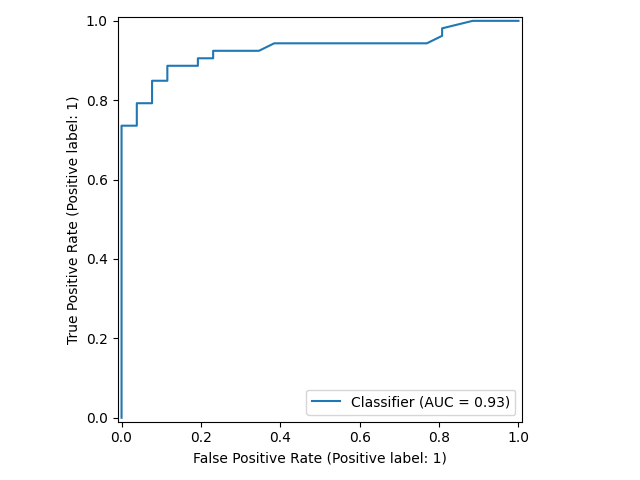 1.0
0.8
0.6
0.4
0.2
0.0
True Positive Rate (Positive label: 1)
Classifier (AUC = 0.93)
0.0 0.2 0.4 0.6 0.8 1.0
False Positive Rate (Positive label: 1)